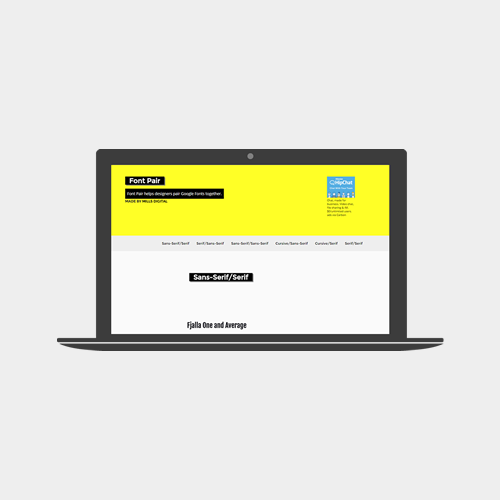 Font Pair
Font Pair helps designers pair Google Fonts together.
MADE BY MILLS DIGITAL
HipChat
Sans-Serif/Serif
Serif/Sans-Serif
Sans-Serif/Sans-Serif
Cursive/Sans-Serif
Cursive/Serif
Serif/Serif
Sans-Serif/Serif
Fjalla One and Average